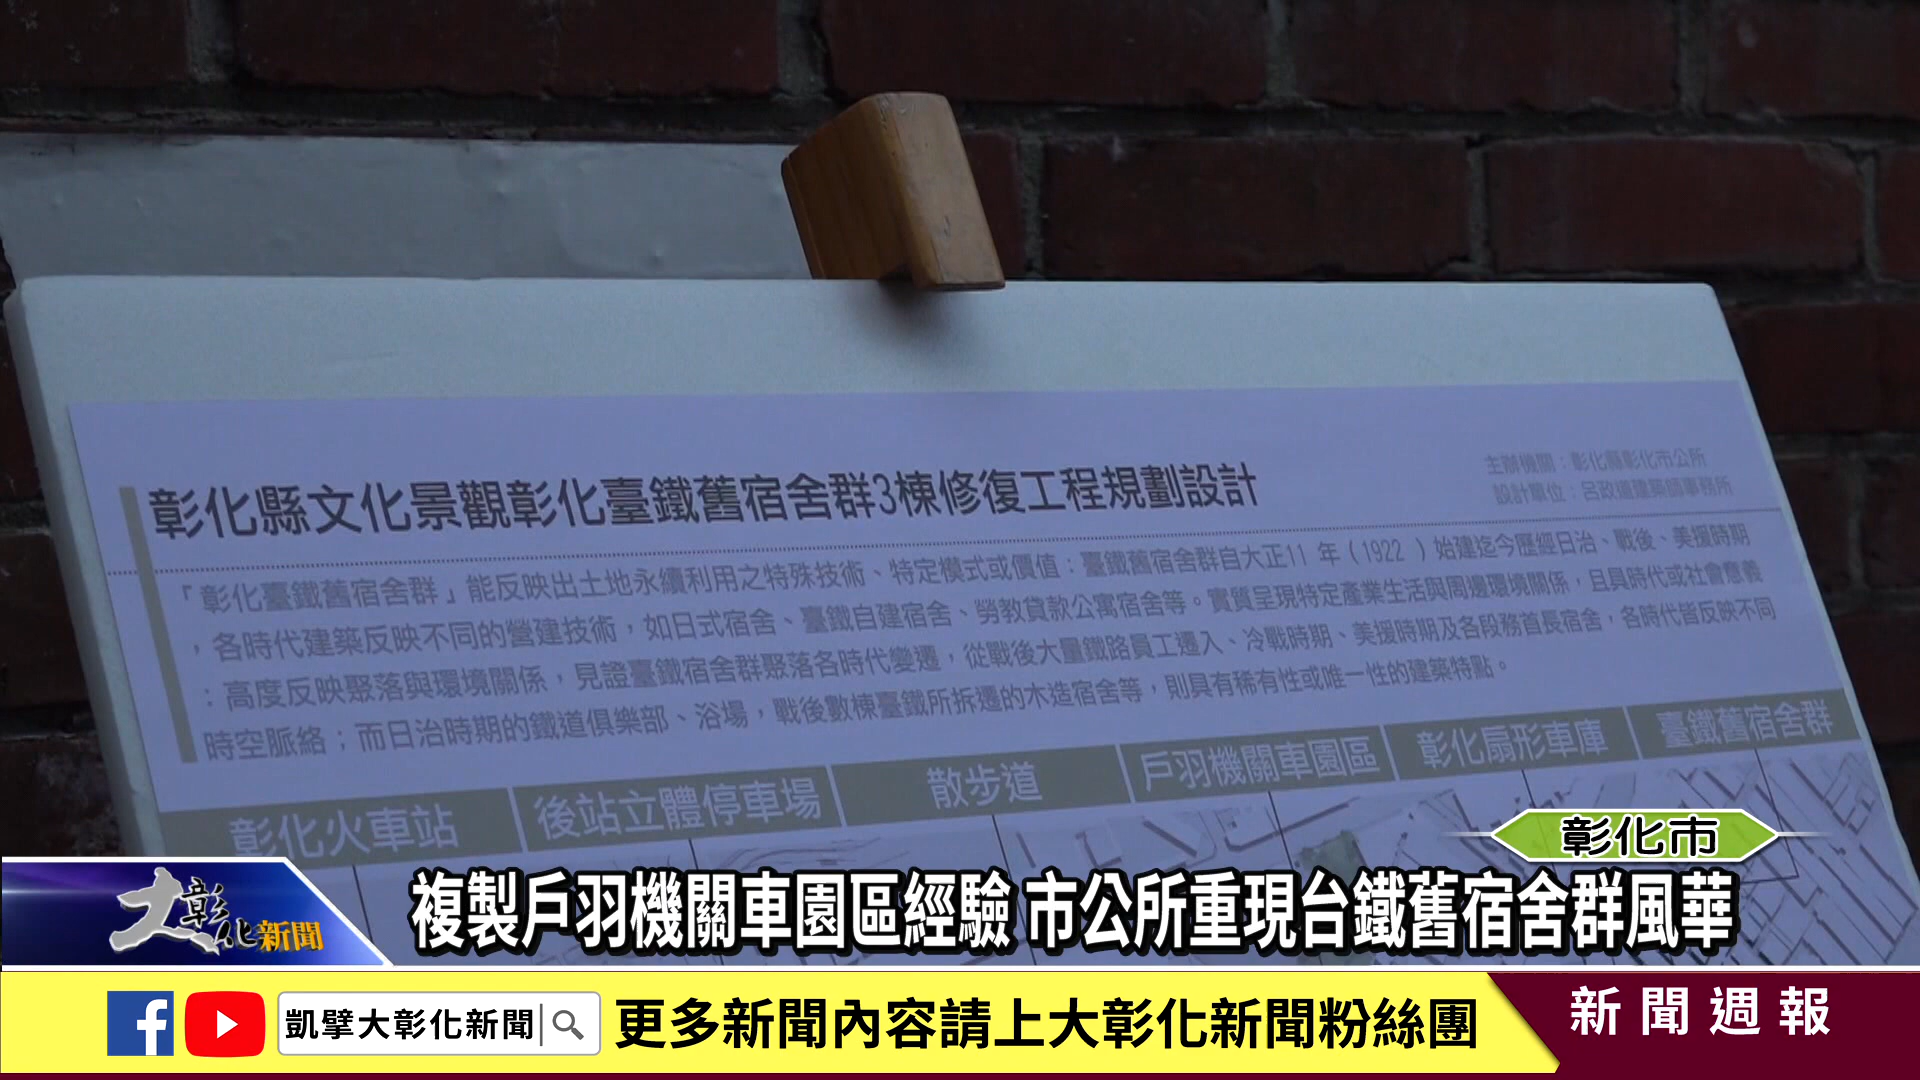 彰化縣文化景觀彰化臺鐵舊宿舍群3棟修復工程規劃設計
主辦機關：彰化縣彰化市公所
設計單位：呂政道建築師事務所
「彰化臺鐵舊宿舍群」能反映出土地永續利用之特殊技術、特定模式或價值：臺鐵舊宿舍群自大正11 年（1922 ）始建迄今歷經日治、戰後、美援時期
，各時代建築反映不同的營建技術，如日式宿舍、臺鐵自建宿舍、勞教貸款公寓宿舍等。實質呈現特定產業生活與周邊環境關係，且具時代或社會意義
：高度反映聚落與環境關係，見證臺鐵宿舍群聚落各時代變遷，從戰後大量鐵路員工遷入、冷戰時期、美援時期及各段務首長宿舍，各時代皆反映不同
時空脈絡；而日治時期的鐵道俱樂部、浴場，戰後數棟臺鐵所拆遷的木造宿舍等，則具有稀有性或唯一性的建築特點。
彰化火車站 後站立體停車場 散步道 戶羽機關車園區 彰化扇形車庫 臺鐵舊宿舍群
彰化市
大彰化新聞
複製戶羽機關車園區經驗 市公所重現台鐵舊宿舍群風華
凱擘大彰化新聞
更多新聞內容請上大彰化新聞粉絲團
新聞週報